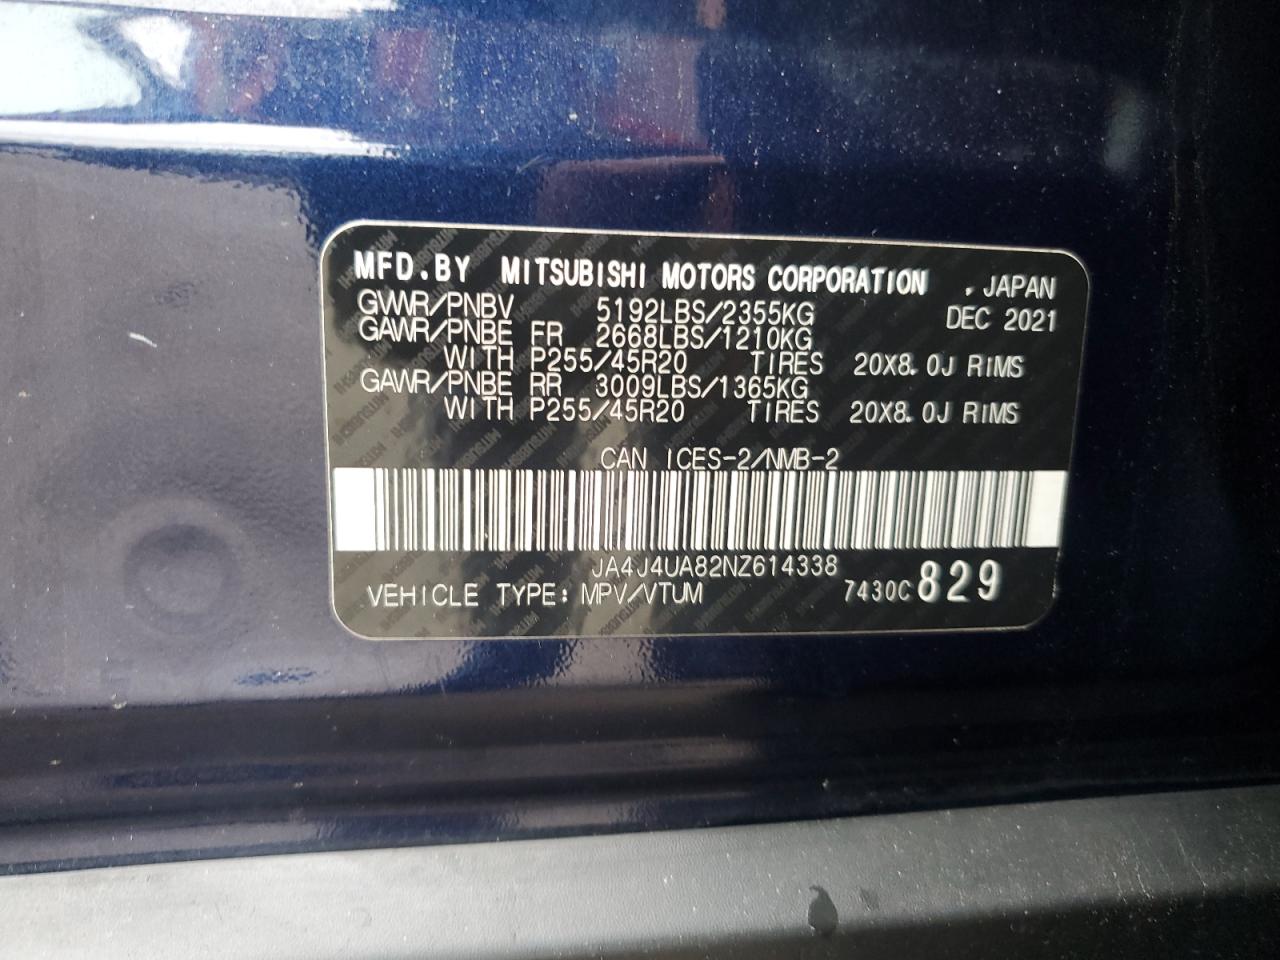 MFD.BY MITSUBISHI MOTORS CORPORATION , JAPAN
GVWR/PNBV 5192LBS/2355KG DEC 2021
GAWR/PNBE FR 2668LBS/1210KG
WITH P255/45R20 TIRES 20X8.0J RIMS
GAWR/PNBE RR 3009LBS/1365KG
WITH P255/45R20 TIRES 20X8.0J RIMS
CAN ICES-2/NMB-2
JA4J4UA82NZ614338
VEHICLE TYPE: MPV/VTUM 7430C 829